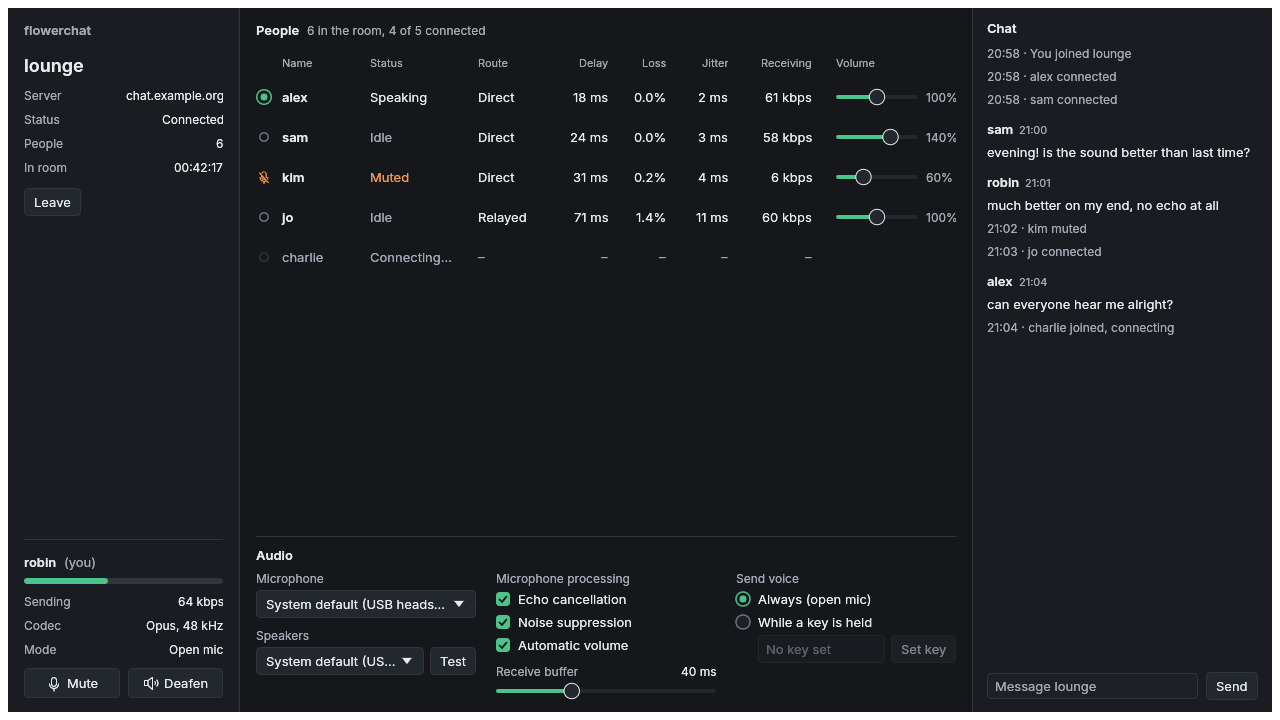 flowerchat
lounge
Server chat.example.org
Status Connected
People 6
In room 00:42:17
Leave
robin (you)
Sending 64 kbps
Codec Opus, 48 kHz
Mode Open mic
Mute Deafen
People 6 in the room, 4 of 5 connected
Name Status Route Delay Loss Jitter Receiving Volume
alex Speaking Direct 18 ms 0.0% 2 ms 61 kbps 100%
sam Idle Direct 24 ms 0.0% 3 ms 58 kbps 140%
kim Muted Direct 31 ms 0.2% 4 ms 6 kbps 60%
jo Idle Relayed 71 ms 1.4% 11 ms 60 kbps 100%
charlie Connecting... – – – – –
Audio
Microphone
System default (USB heads...
Speakers
System default (US... Test
Microphone processing
Echo cancellation
Noise suppression
Automatic volume
Receive buffer 40 ms
Send voice
Always (open mic)
While a key is held
No key set Set key
Chat
20:58 · You joined lounge
20:58 · alex connected
20:58 · sam connected
sam 21:00
evening! is the sound better than last time?
robin 21:01
much better on my end, no echo at all
21:02 · kim muted
21:03 · jo connected
alex 21:04
can everyone hear me alright?
21:04 · charlie joined, connecting
Message lounge Send